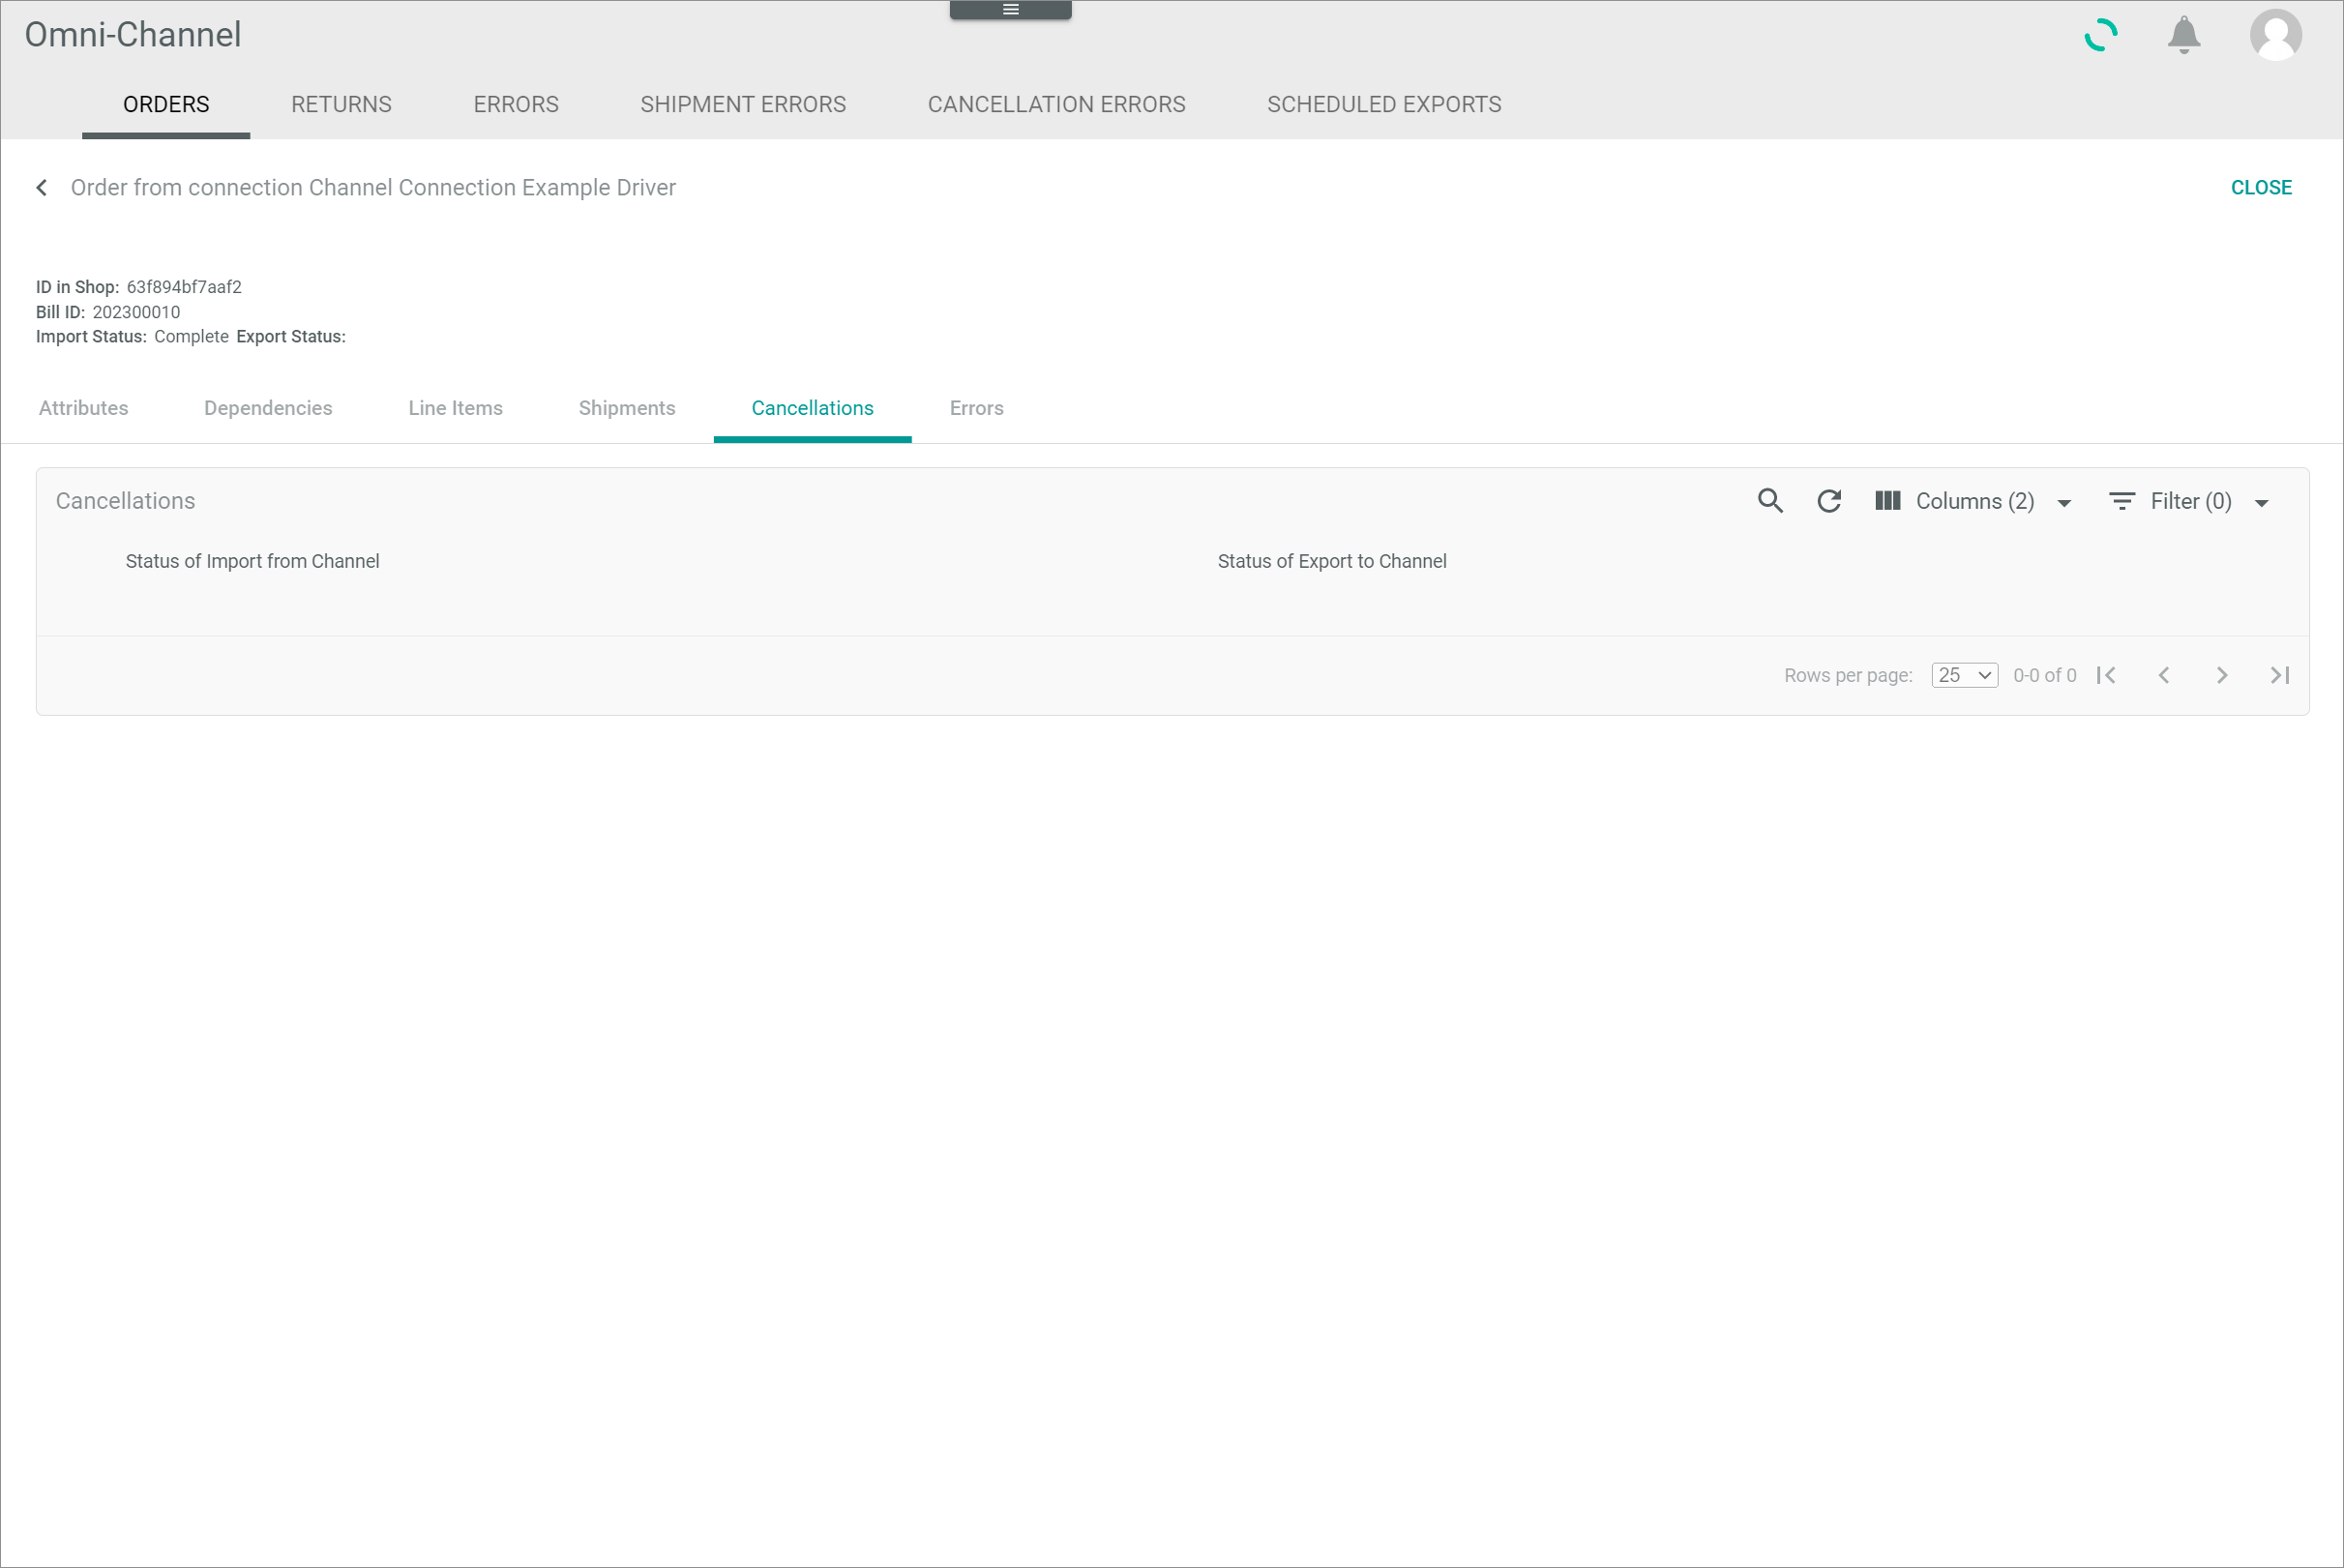 Omni-Channel
ORDERS RETURNS ERRORS SHIPMENT ERRORS CANCELLATION ERRORS SCHEDULED EXPORTS
Order from connection Channel Connection Example Driver CLOSE
ID in Shop: 63f894bf7aaf2
Bill ID: 202300010
Import Status: Complete Export Status:
Attributes Dependencies Line Items Shipments Cancellations Errors
Cancellations Columns (2) Filter (0)
Status of Import from Channel Status of Export to Channel
Rows per page: 25 0-0 of 0